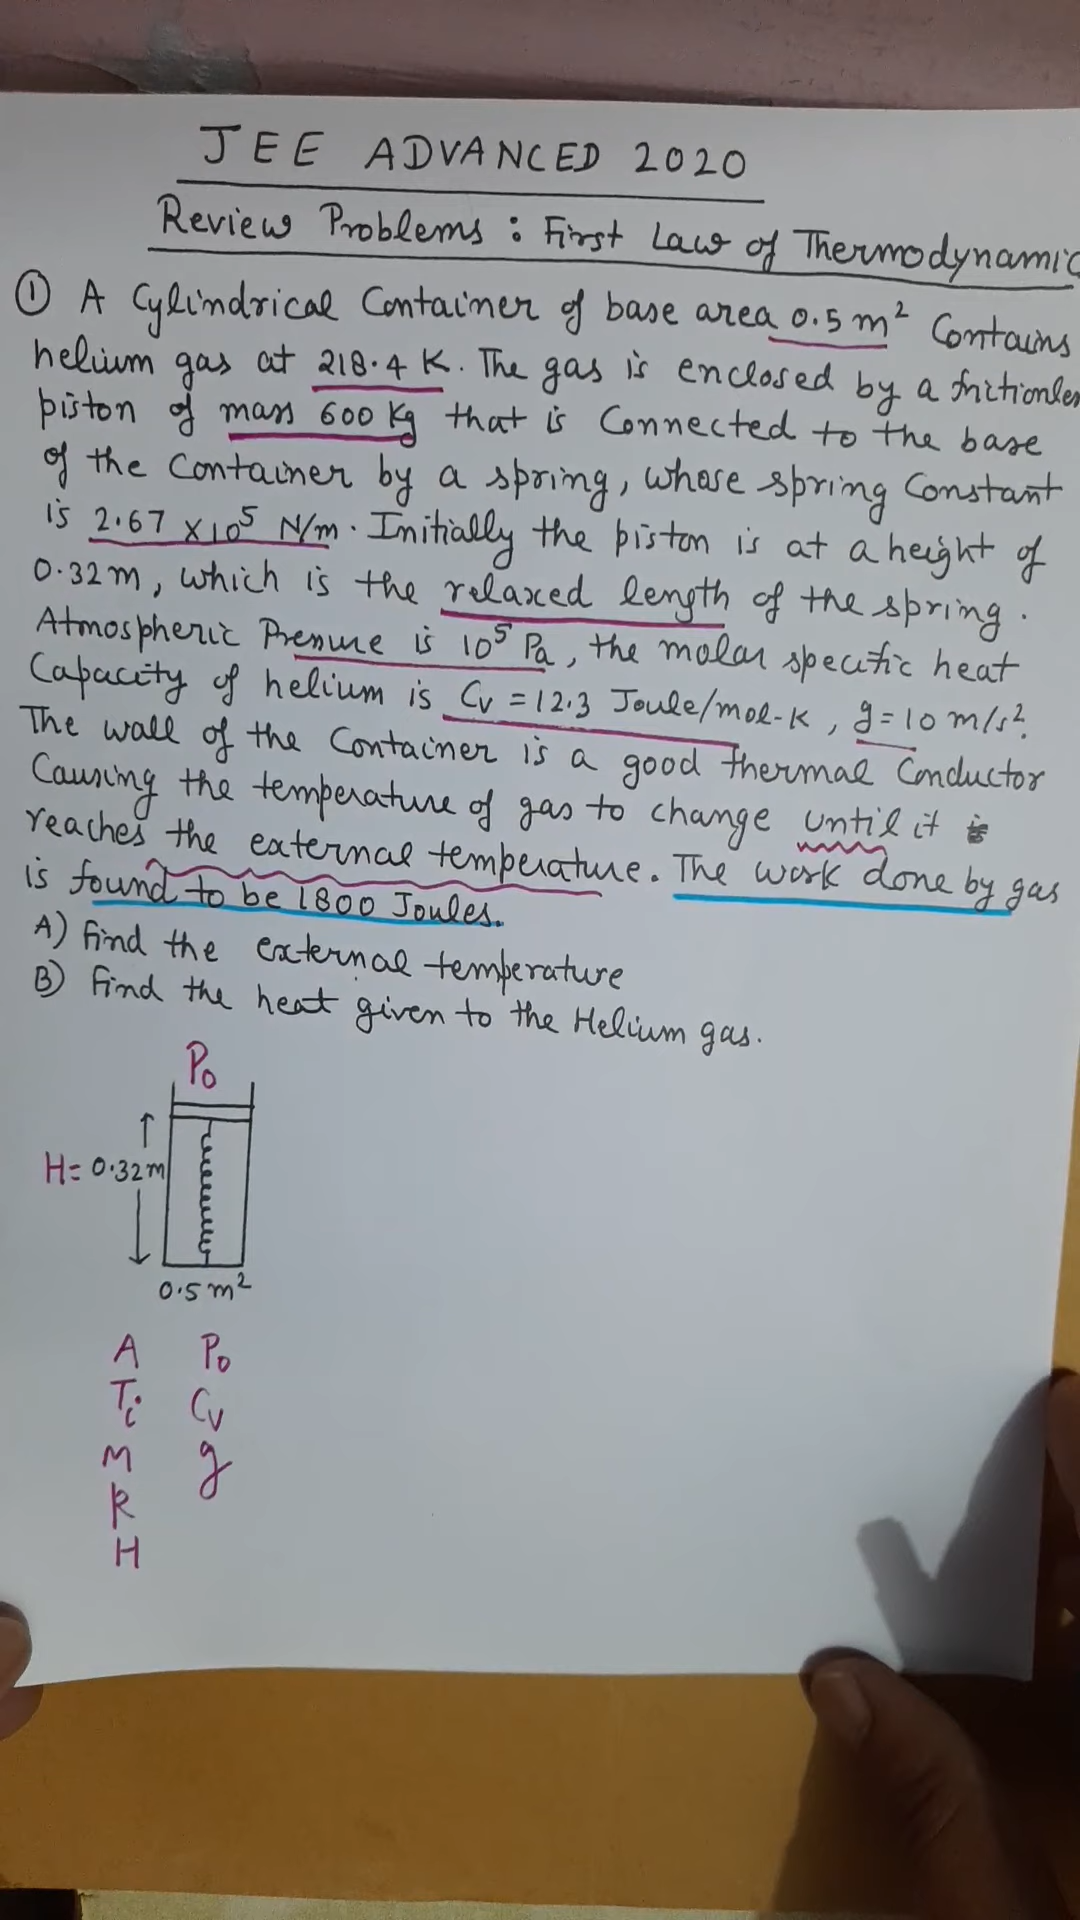 JEE ADVANCED 2020
Review Problems : First Law of Thermodynamic
① A Cylindrical Container of base area 0.5 m² Contains
helium gas at 218.4 K. The gas is enclosed by a frictionles
piston of mass 600 Kg that is Connected to the base
of the Container by a spring, whose spring Constant
is 2.67 x10⁵ N/m. Initially the piston is at a height of
0.32m, which is the relaxed length of the spring.
Atmospheric Pressure is 10⁵ Pa, the molar specific heat
Capacity of helium is Cv = 12.3 Joule/mol-K, g = 10 m/s².
The wall of the Container is a good thermal Conductor
Causing the temperature of gas to change until it is
reaches the external temperature. The work done by gas
is found to be 1800 Joules.
A) Find the external temperature
B) Find the heat given to the Helium gas.
P₀
H= 0.32m
0.5 m²
A P₀
Ti Cv
M g
k
H